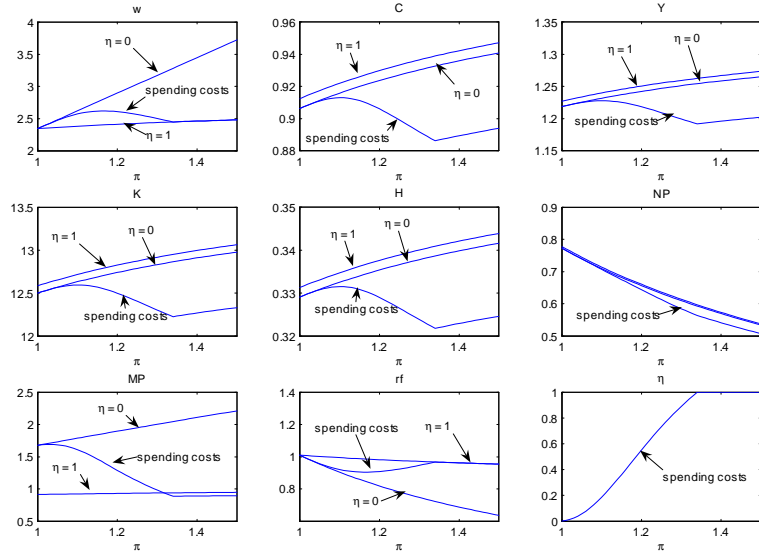 w
4
3.5
3
2.5
2
η = 0
spending costs
η = 1
1
1.2
1.4
π
C
0.96
0.94
0.92
0.9
0.88
η = 1
η = 0
spending costs
1
1.2
1.4
π
Y
1.35
1.3
1.25
1.2
1.15
η = 1
η = 0
spending costs
1
1.2
1.4
π
K
13.5
13
12.5
12
η = 1
η = 0
spending costs
1
1.2
1.4
π
H
0.35
0.34
0.33
0.32
η = 1
η = 0
spending costs
1
1.2
1.4
π
NP
0.9
0.8
0.7
0.6
0.5
spending costs
1
1.2
1.4
π
MP
2.5
2
1.5
1
0.5
η = 0
spending costs
η = 1
1
1.2
1.4
π
rf
1.4
1.2
1
0.8
spending costs
η = 1
η = 0
1
1.2
1.4
π
η
1
0.8
0.6
0.4
0.2
0
spending costs
1
1.2
1.4
π